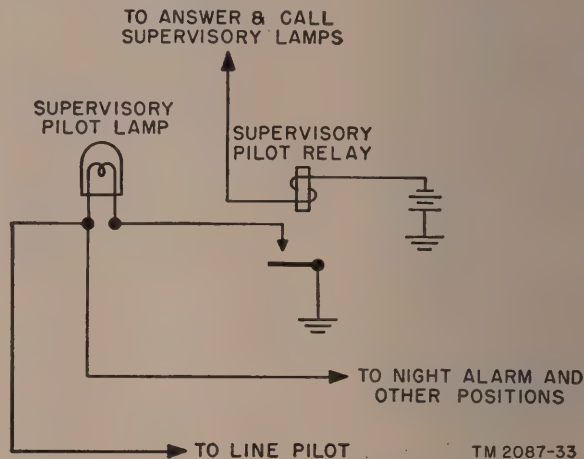 TO ANSWER & CALL
SUPERVISORY LAMPS
SUPERVISORY
PILOT LAMP
SUPERVISORY
PILOT RELAY
TO NIGHT ALARM AND
OTHER POSITIONS
TO LINE PILOT
TM 2087-33